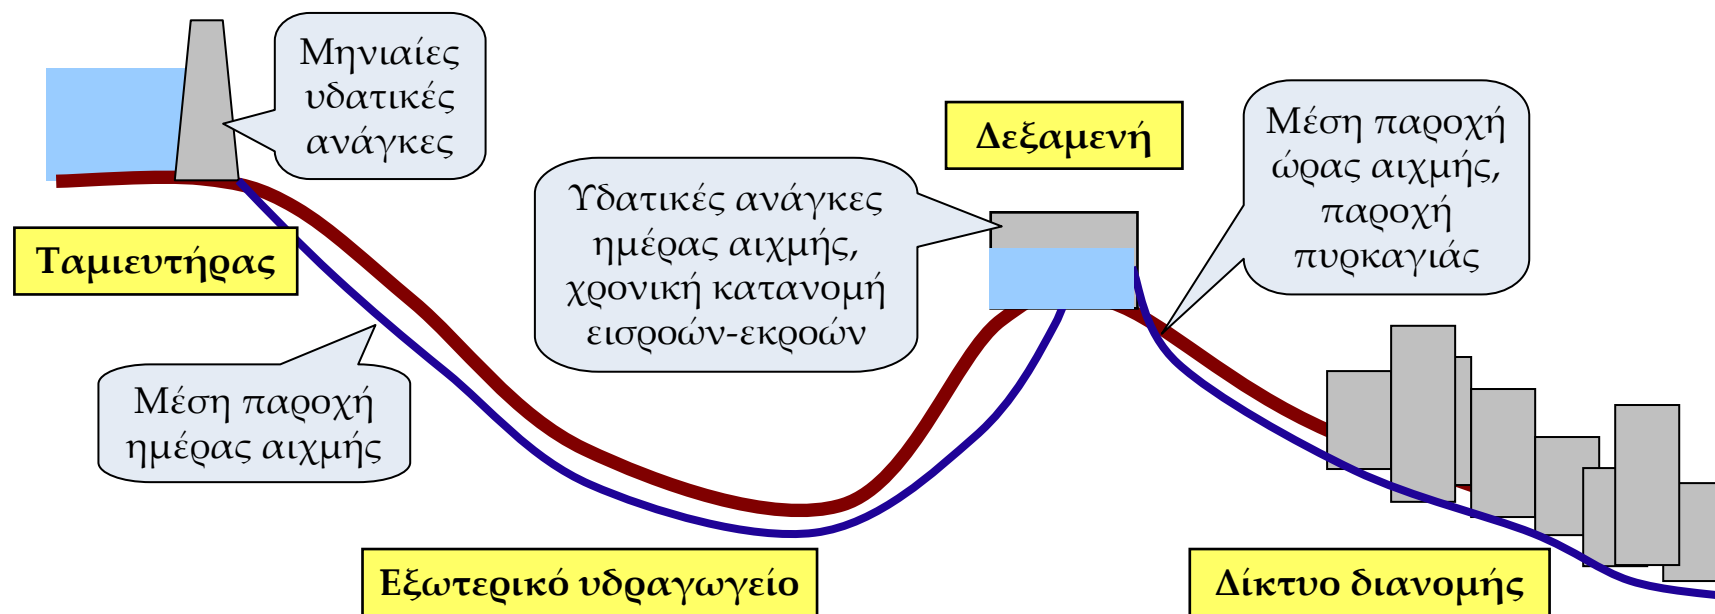 Μηνιαίες
υδατικές
ανάγκες
Ταμιευτήρας
Μέση παροχή
ημέρας αιχμής
Εξωτερικό υδραγωγείο
Υδατικές ανάγκες
ημέρας αιχμής,
χρονική κατανομή
εισροών-εκροών
Δεξαμενή
Μέση παροχή
ώρας αιχμής,
παροχή
πυρκαγιάς
Δίκτυο διανομής